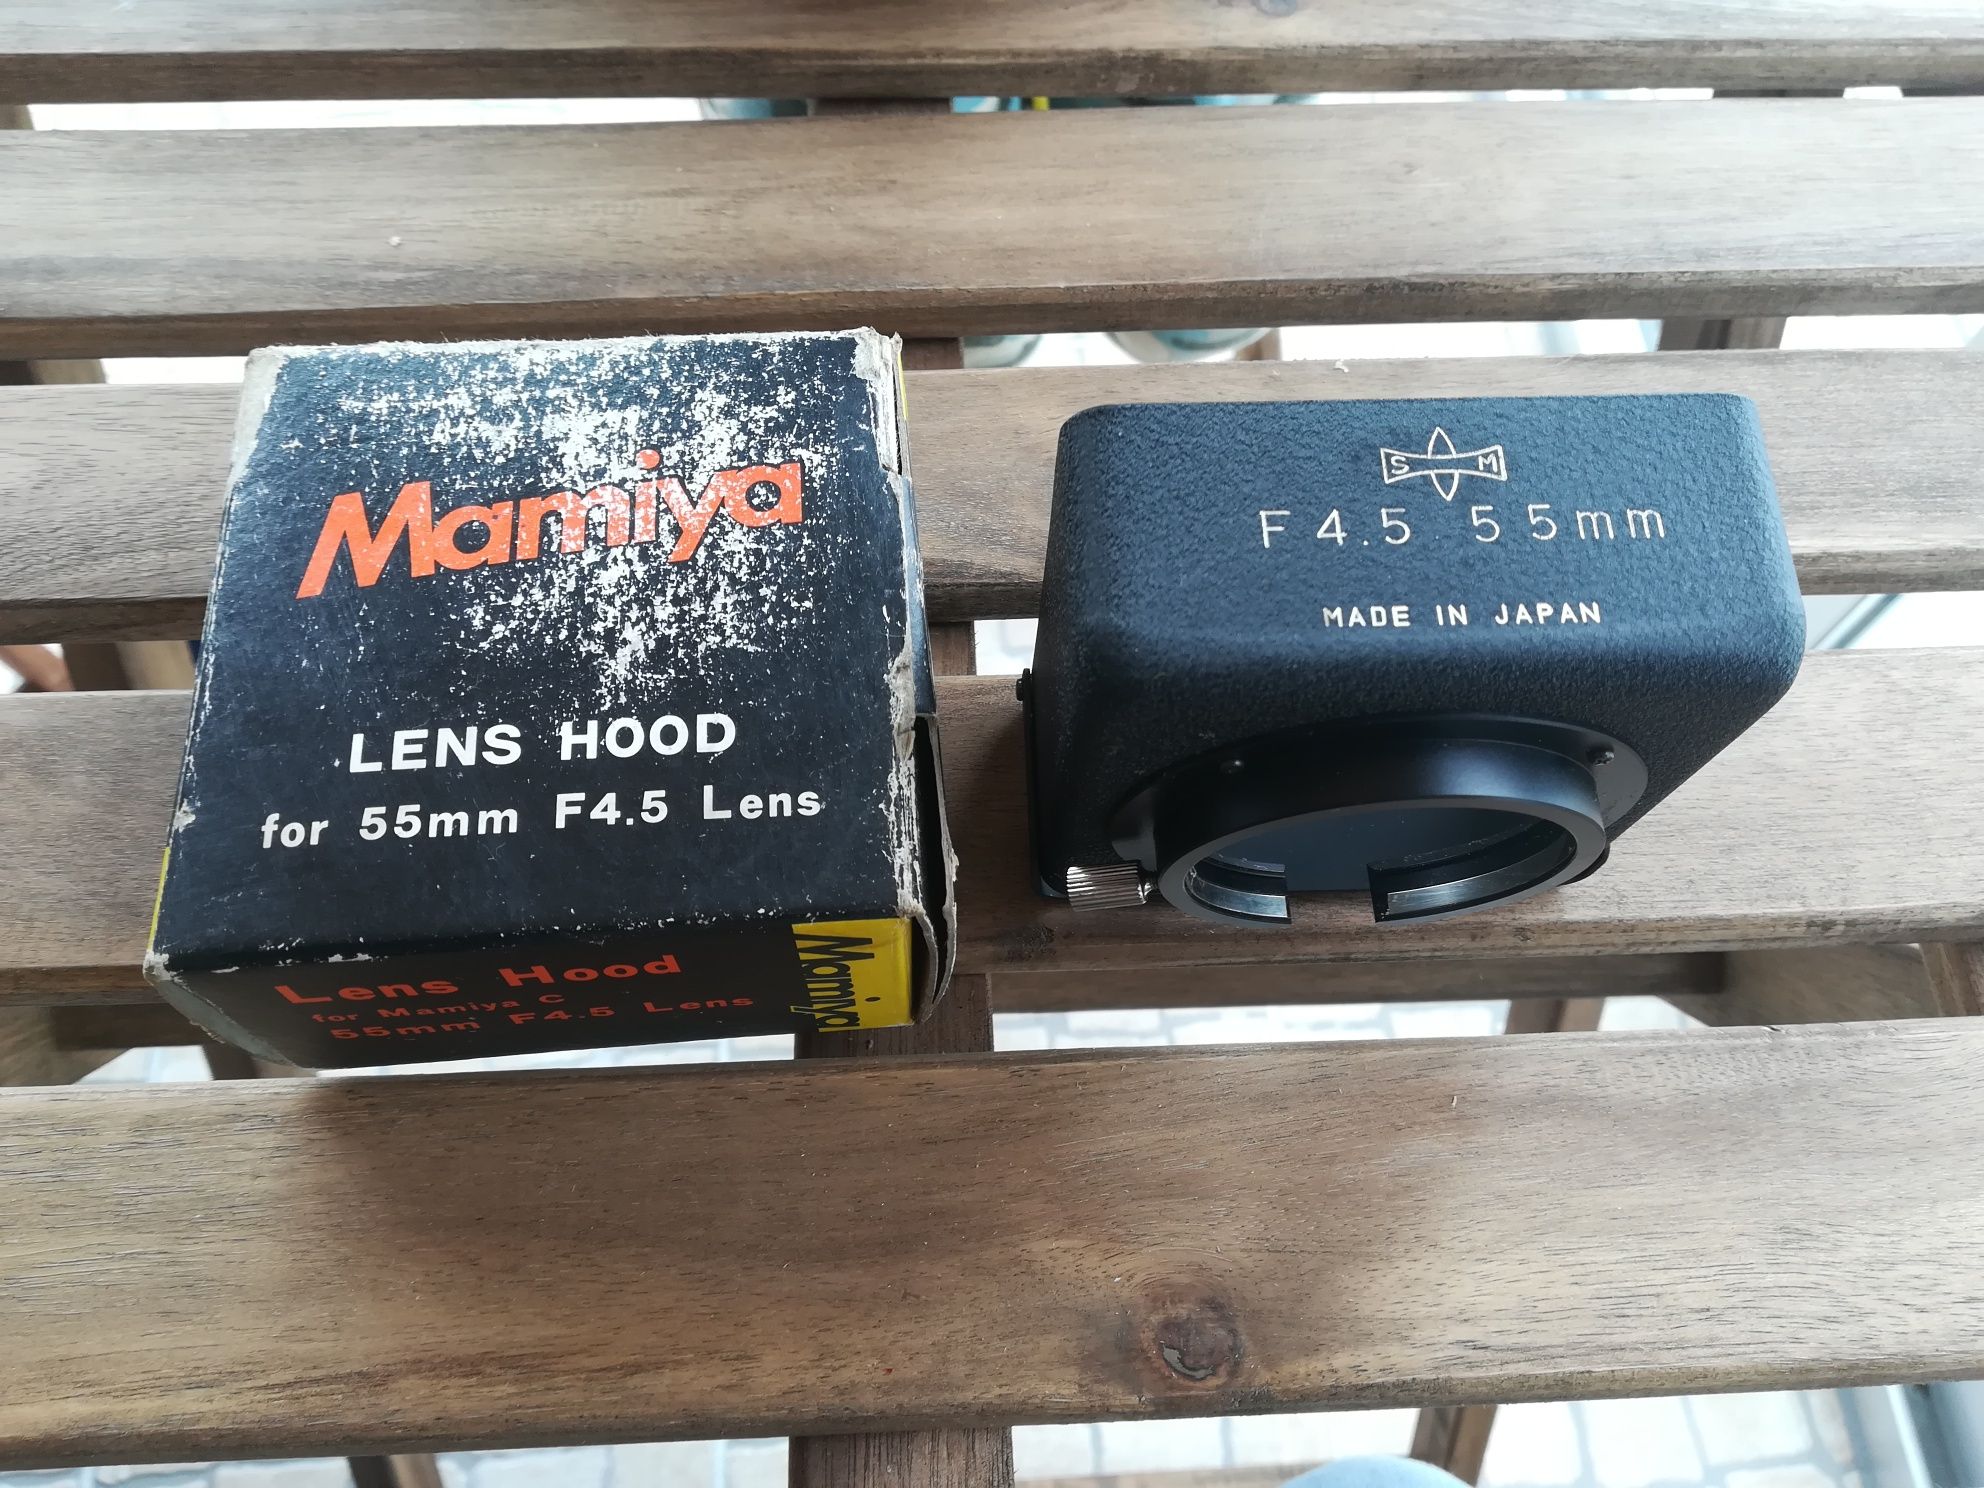 Mamiya
LENS HOOD
for 55mm F4.5 Lens
Lens Hood
for Mamiya C
55mm F4.5 Lens
Mamiya
S M
F4.5 55mm
MADE IN JAPAN